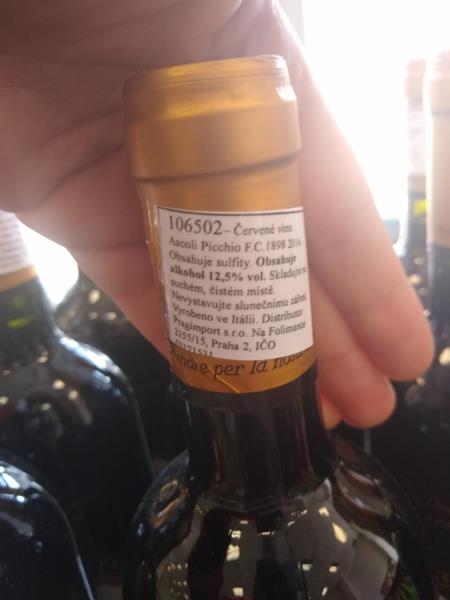 106502– Červené víno
Ascoli Picchio F.C.1898 2014
Obsahuje sulfity. Obsahuje
alkohol 12,5% vol. Skladujte na
suchém, čistém místě.
Nevystavujte slunečnímu záření.
Vyrobeno ve Itálii. Distributor
Pragimport s.r.o. Na Folimance
2155/15, Praha 2, IČO
per la